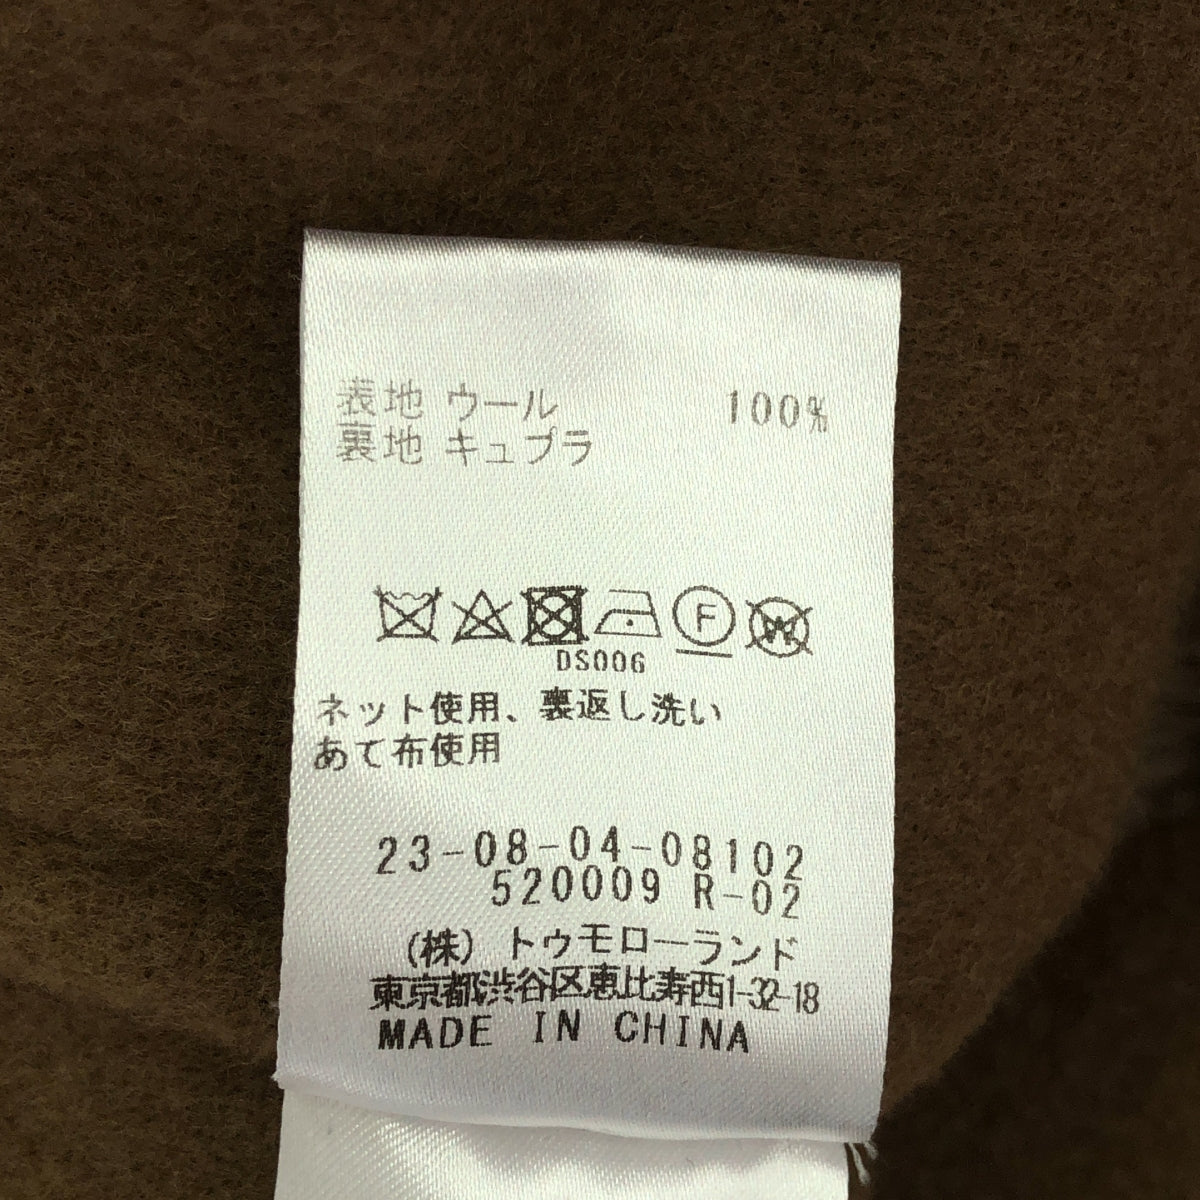 表地 ウール 100%
裏地 キュプラ
F W
DS006
ネット使用、裏返し洗い
あて布使用
23-08-04-08102
520009 R-02
(株) トゥモローランド
東京都渋谷区恵比寿西1-32-18
MADE IN CHINA